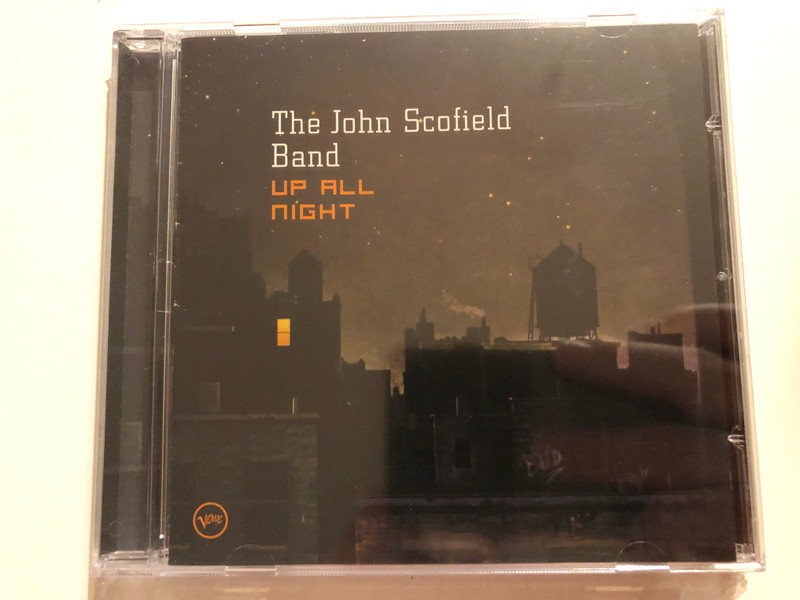 The John Scofield
Band
UP ALL
NIGHT
Verve